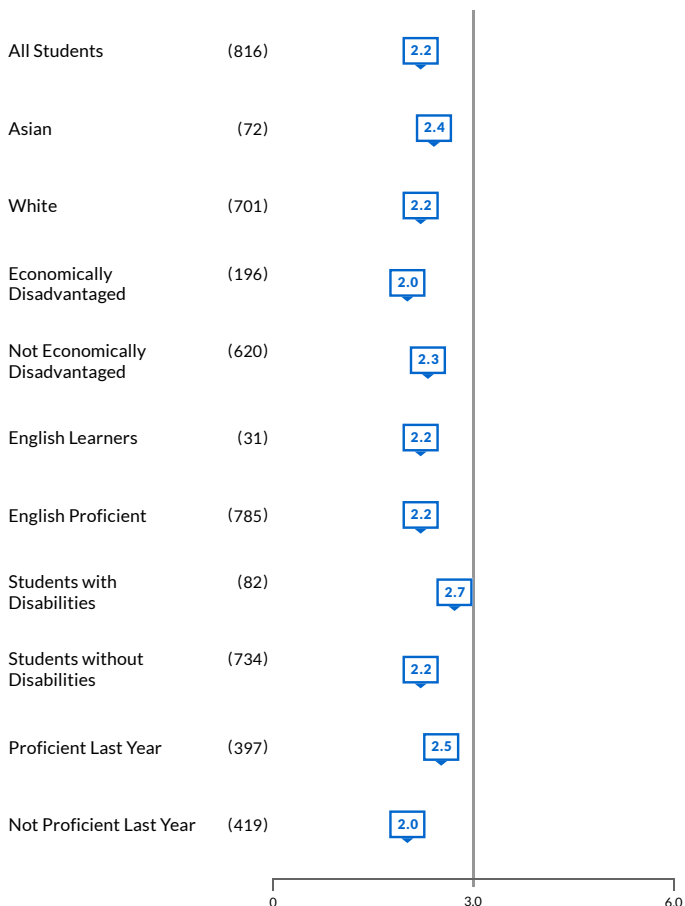 All Students (816) 2.2
Asian (72) 2.4
White (701) 2.2
Economically (196)
Disadvantaged
2.0
Not Economically (620)
Disadvantaged
2.3
English Learners (31) 2.2
English Proficient (785) 2.2
Students with (82)
Disabilities
2.7
Students without (734)
Disabilities
2.2
Proficient Last Year (397) 2.5
Not Proficient Last Year (419) 2.0
0 3.0 6.0